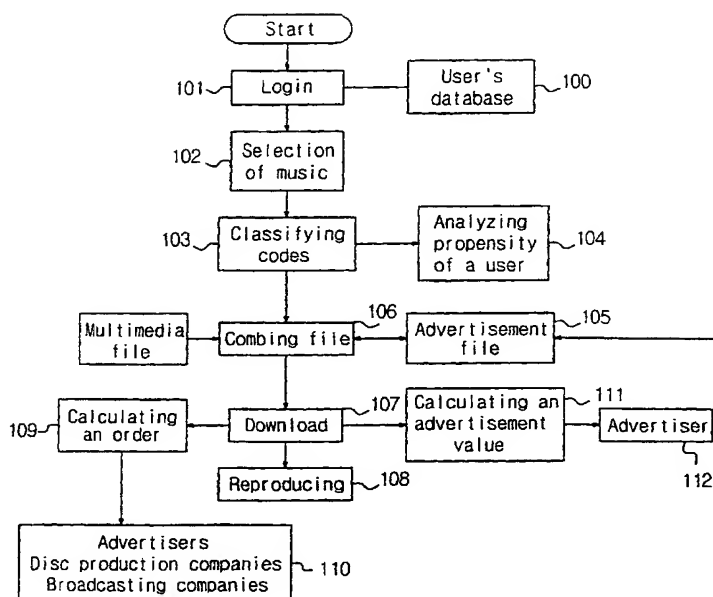 Start
101
Login
User's
database
100
102
Selection
of music
103
Classifying
codes
Analyzing
propensity
of a user
104
Multimedia
file
106
Combing file
105
Advertisement
file
109
Calculating
an order
107
Download
111
Calculating an
advertisement
value
Advertiser
112
Reproducing
108
Advertisers
Disc production companies
Broadcasting companies
110